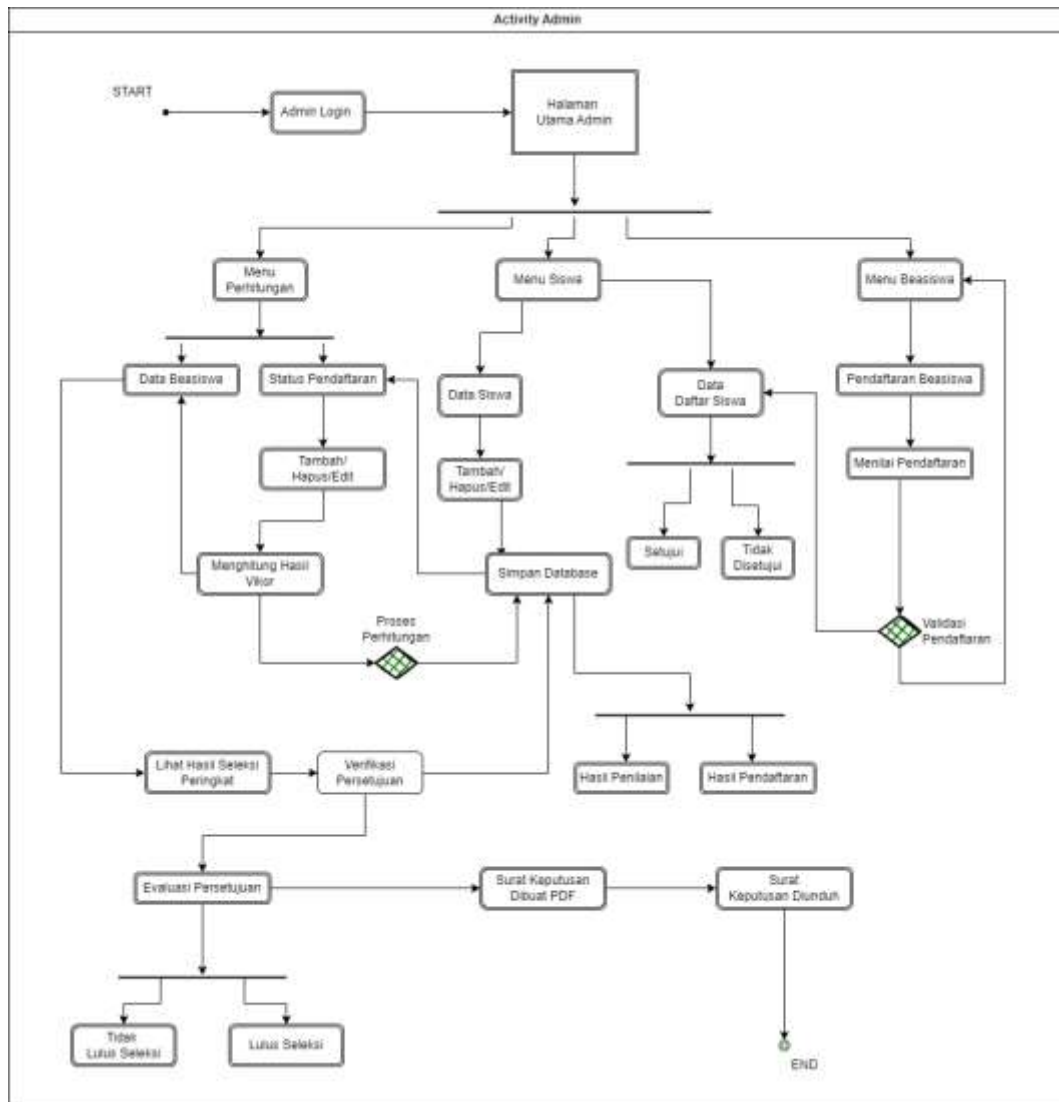 Activity Admin
START
Admin Login
Halaman
Utama Admin
Menu
Perhitungan
Menu Siswa
Menu Beasiswa
Data Beasiswa
Status Pendaftaran
Data Siswa
Data
Daftar Siswa
Pendaftaran Beasiswa
Tambah/
Hapus/Edit
Tambah/
Hapus/Edit
Menilai Pendaftaran
Menghitung Hasil
Vikor
Simpan Database
Setujui
Tidak
Disetujui
Proses
Perhitungan
Validasi
Pendaftaran
Lihat Hasil Seleksi
Peringkat
Verifikasi
Persetujuan
Hasil Penilaian
Hasil Pendaftaran
Evaluasi Persetujuan
Surat Keputusan
Dibuat PDF
Surat
Keputusan Diunduh
Tidak
Lulus Seleksi
Lulus Seleksi
END